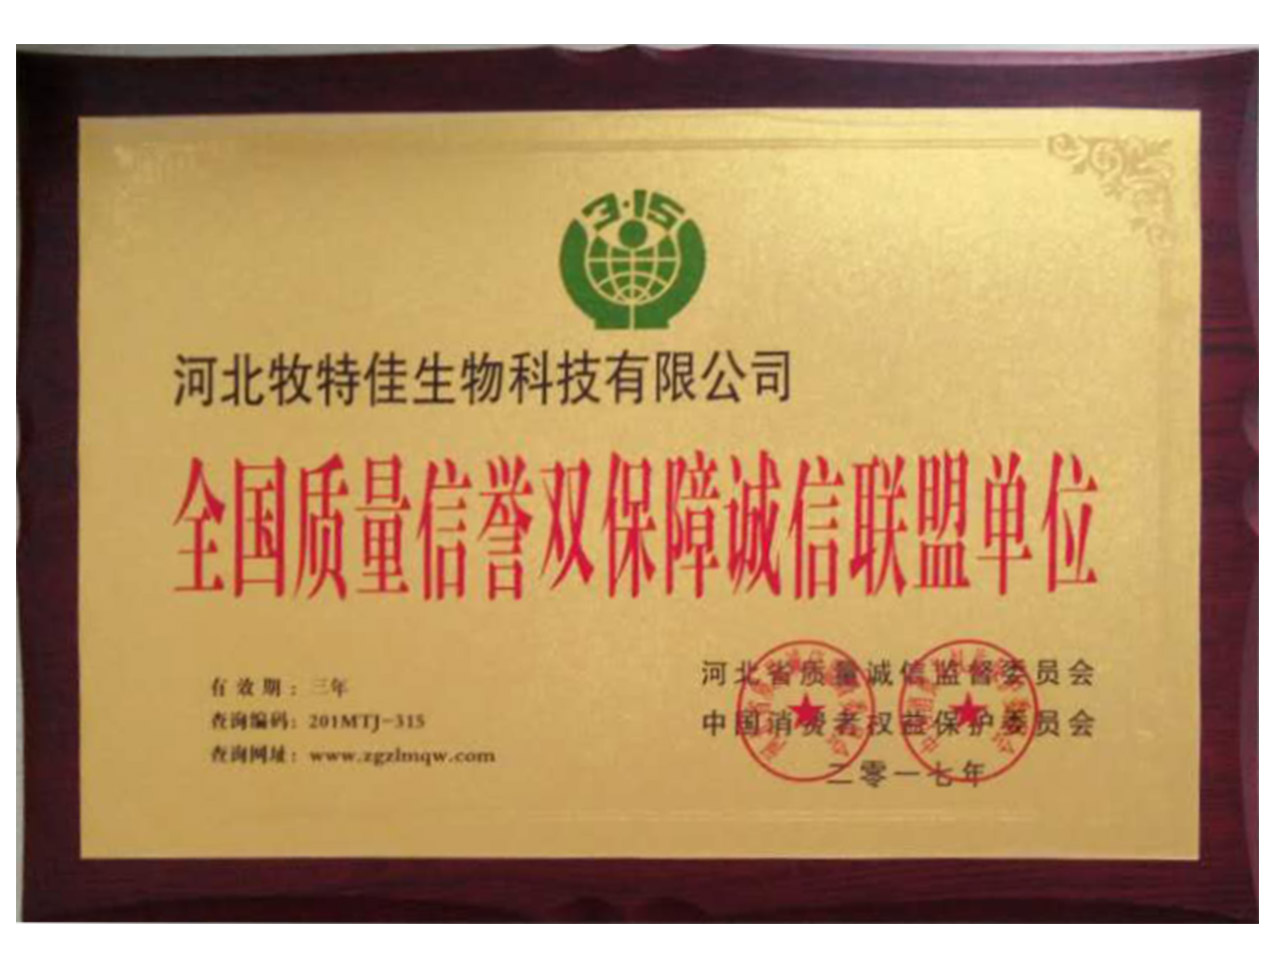 3·15
河北牧特佳生物科技有限公司
全国质量信誉双保障诚信联盟单位
有效期：三年
查询编码：201MTJ-315
查询网址：www.zgzlmqw.com
河北省质量诚信监督委员会
中国消费者权益保护委员会
二零一七年